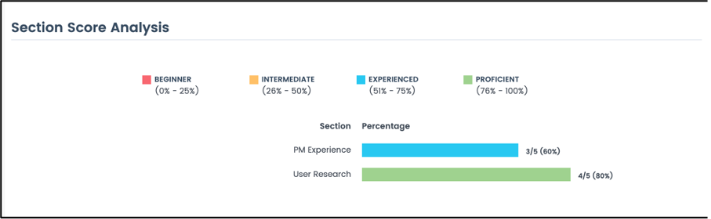 Section Score Analysis
BEGINNER
(0% - 25%)
INTERMEDIATE
(26% - 50%)
EXPERIENCED
(51% - 75%)
PROFICIENT
(76% - 100%)
Section Percentage
PM Experience 3/5 (60%)
User Research 4/5 (80%)